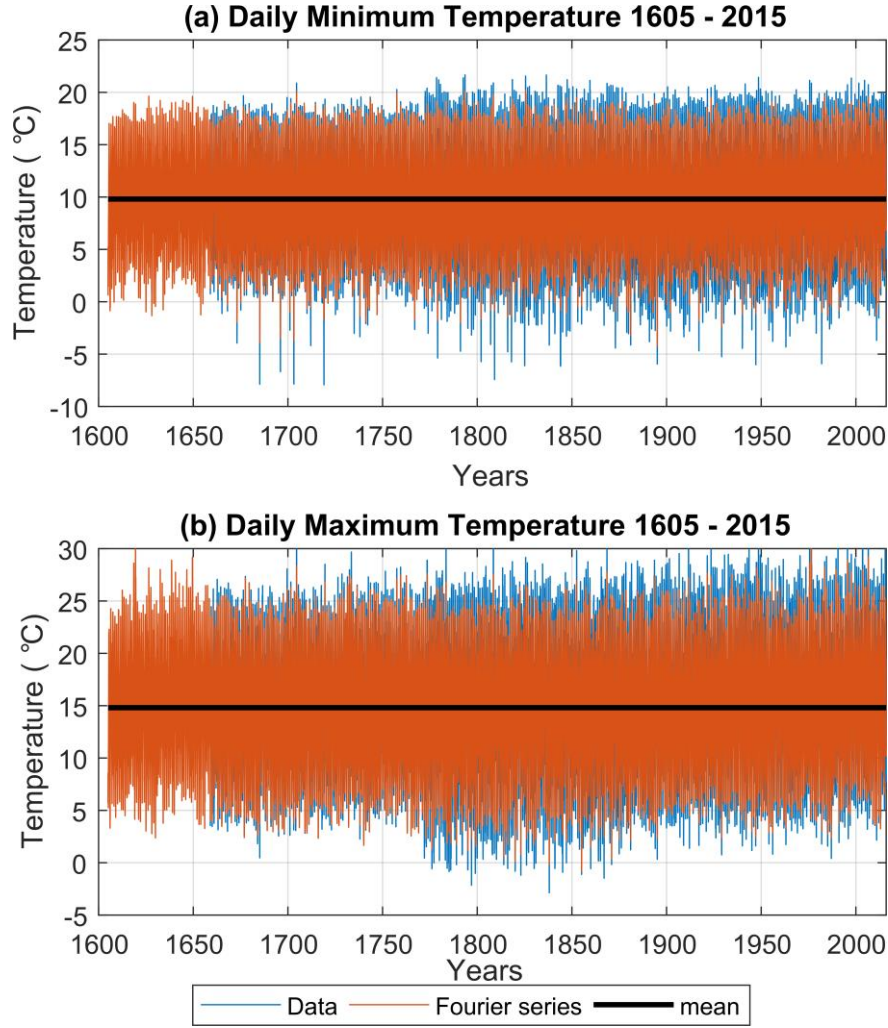 (a) Daily Minimum Temperature 1605 - 2015
25
20
15
10
5
0
-5
-10
Temperature ( °C)
1600 1650 1700 1750 1800 1850 1900 1950 2000
Years
(b) Daily Maximum Temperature 1605 - 2015
30
25
20
15
10
5
0
-5
Temperature ( °C)
1600 1650 1700 1750 1800 1850 1900 1950 2000
Years
Data Fourier series mean